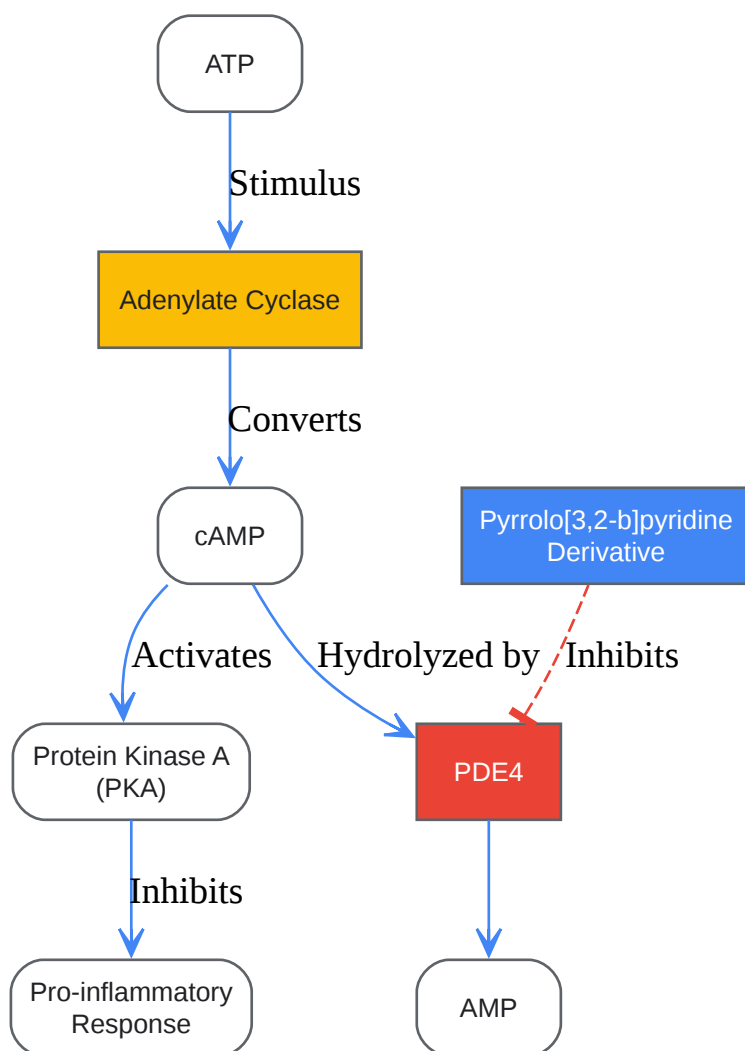 ATP
Stimulus
Adenylate Cyclase
Converts
cAMP
Pyrrolo[3,2-b]pyridine
Derivative
Activates
Hydrolyzed by
Inhibits
Protein Kinase A
(PKA)
PDE4
Inhibits
Pro-inflammatory
Response
AMP